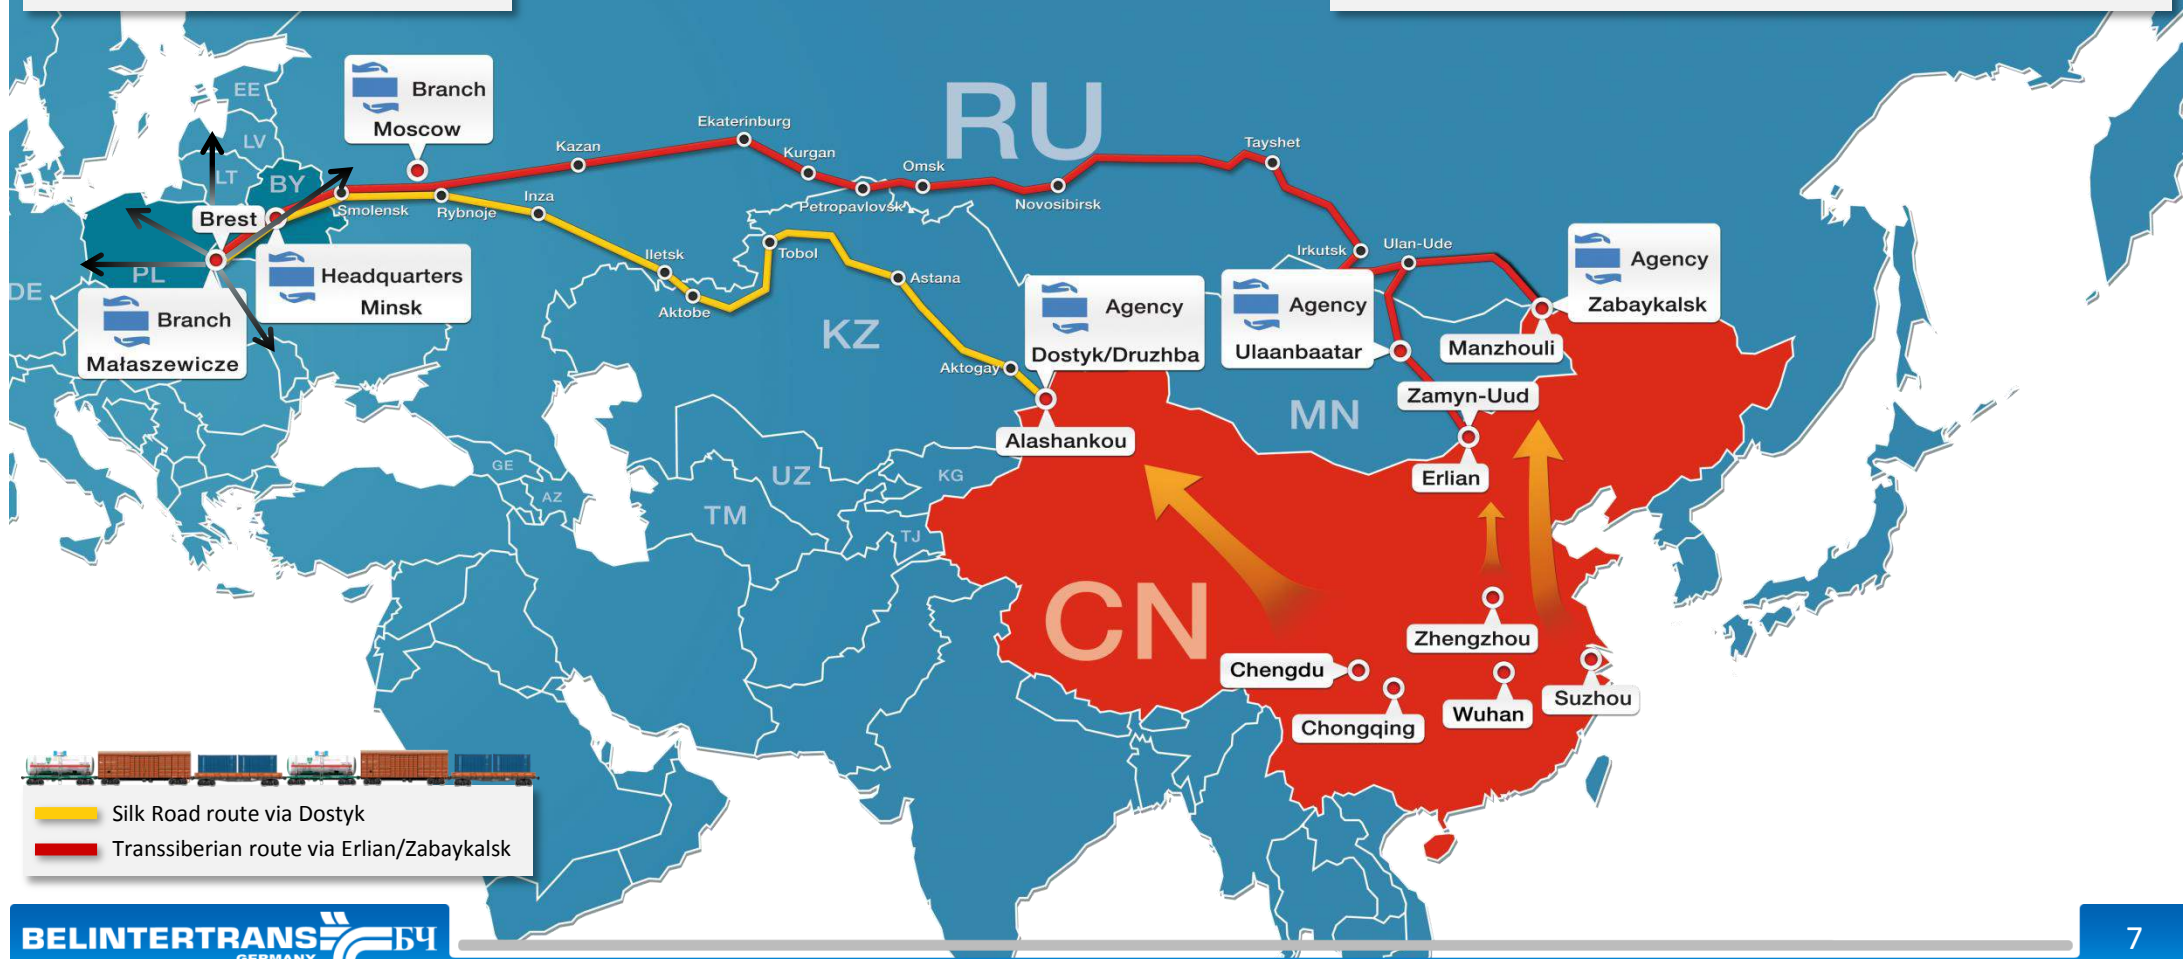 EE
LV
LT
BY
RU
PL
DE
KZ
UZ
TM
KG
TJ
GE
AZ
MN
CN
Branch
Moscow
Ekaterinburg
Kazan
Kurgan
Omsk
Tayshet
Petropavlovsk
Novosibirsk
Smolensk
Rybnoje
Inza
Brest
Iletsk
Tobol
Astana
Aktobe
Aktogay
Irkutsk
Ulan-Ude
Headquarters
Minsk
Branch
Małaszewicze
Agency
Dostyk/Druzhba
Agency
Ulaanbaatar
Agency
Zabaykalsk
Manzhouli
Zamyn-Uud
Erlian
Alashankou
Zhengzhou
Chengdu
Chongqing
Wuhan
Suzhou
Silk Road route via Dostyk
Transsiberian route via Erlian/Zabaykalsk
BELINTERTRANS БЧ
GERMANY
7